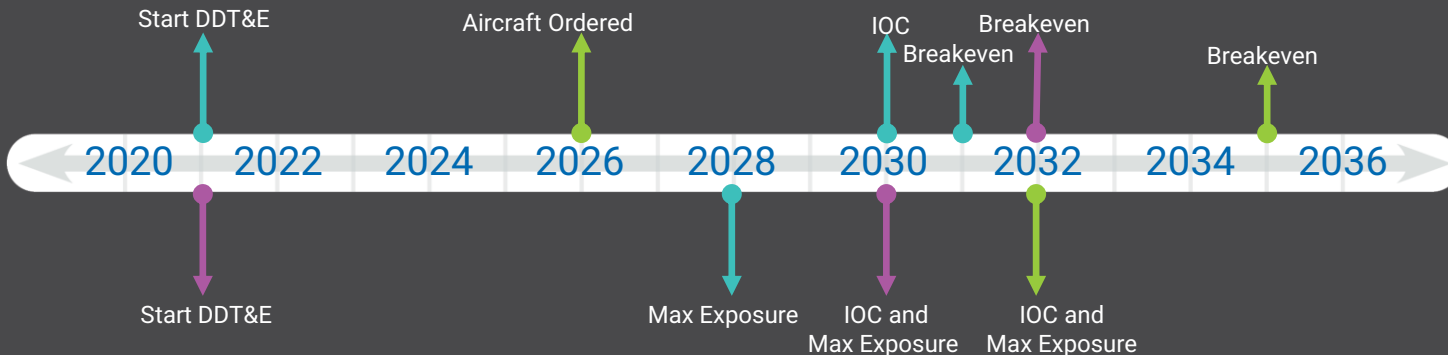 Start DDT&E
Aircraft Ordered
IOC
Breakeven
Breakeven
Breakeven
2020
2022
2024
2026
2028
2030
2032
2034
2036
Start DDT&E
Max Exposure
IOC and
Max Exposure
IOC and
Max Exposure